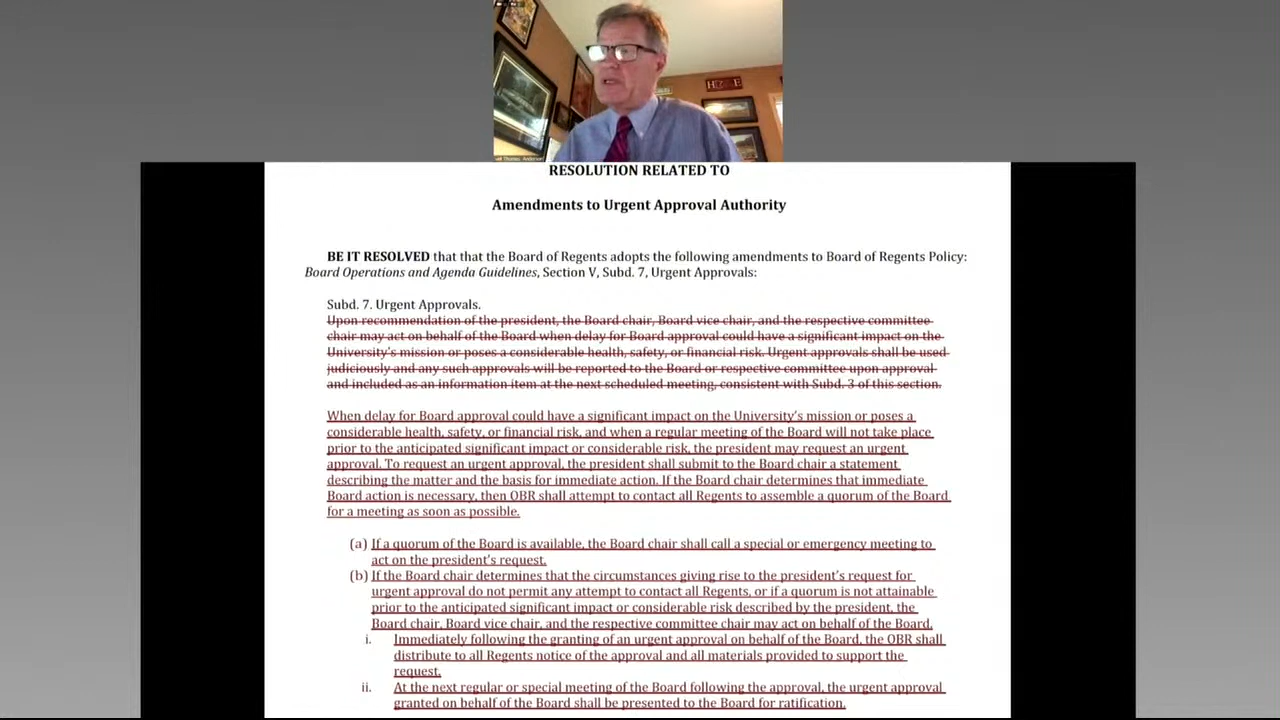 H ME
Thomas Anderson
RESOLUTION RELATED TO
Amendments to Urgent Approval Authority
BE IT RESOLVED that that the Board of Regents adopts the following amendments to Board of Regents Policy:
Board Operations and Agenda Guidelines, Section V, Subd. 7, Urgent Approvals:
Subd. 7. Urgent Approvals.
Upon recommendation of the president, the Board chair, Board vice chair, and the respective committee
chair may act on behalf of the Board when delay for Board approval could have a significant impact on the
University's mission or poses a considerable health, safety, or financial risk. Urgent approvals shall be used
judiciously and any such approvals will be reported to the Board or respective committee upon approval
and included as an information item at the next scheduled meeting, consistent with Subd. 3 of this section.
When delay for Board approval could have a significant impact on the University's mission or poses a
considerable health, safety, or financial risk, and when a regular meeting of the Board will not take place
prior to the anticipated significant impact or considerable risk, the president may request an urgent
approval. To request an urgent approval, the president shall submit to the Board chair a statement
describing the matter and the basis for immediate action. If the Board chair determines that immediate
Board action is necessary, then OBR shall attempt to contact all Regents to assemble a quorum of the Board
for a meeting as soon as possible.
(a) If a quorum of the Board is available, the Board chair shall call a special or emergency meeting to
act on the president's request.
(b) If the Board chair determines that the circumstances giving rise to the president's request for
urgent approval do not permit any attempt to contact all Regents, or if a quorum is not attainable
prior to the anticipated significant impact or considerable risk described by the president, the
Board chair, Board vice chair, and the respective committee chair may act on behalf of the Board.
i. Immediately following the granting of an urgent approval on behalf of the Board, the OBR shall
distribute to all Regents notice of the approval and all materials provided to support the
request.
ii. At the next regular or special meeting of the Board following the approval, the urgent approval
granted on behalf of the Board shall be presented to the Board for ratification.